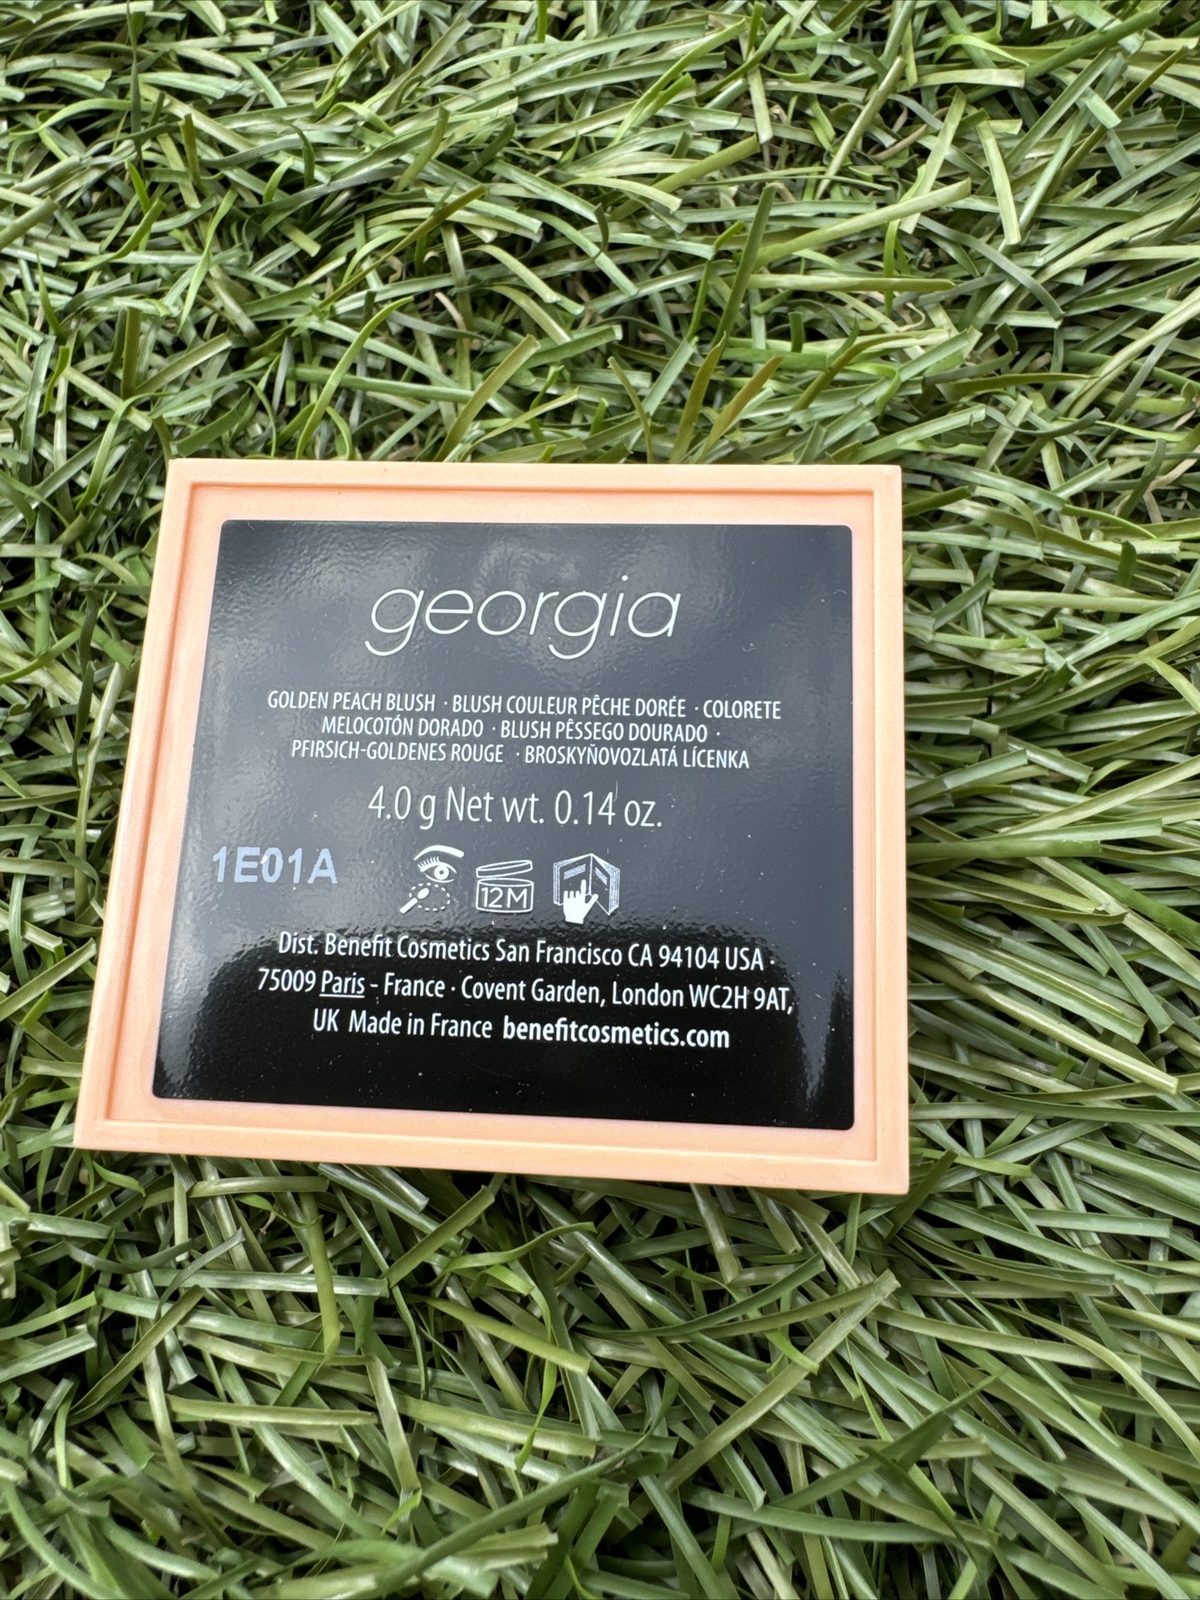 georgia
GOLDEN PEACH BLUSH · BLUSH COULEUR PÊCHE DORÉE · COLORETE
MELOCOTÓN DORADO · BLUSH PÊSSEGO DOURADO ·
PFIRSICH-GOLDENES ROUGE · BROSKYŇOVOZLATÁ LÍCENKA
4.0 g Net wt. 0.14 oz.
1E01A
12M
Dist. Benefit Cosmetics San Francisco CA 94104 USA ·
75009 Paris – France · Covent Garden, London WC2H 9AT,
UK Made in France benefitcosmetics.com